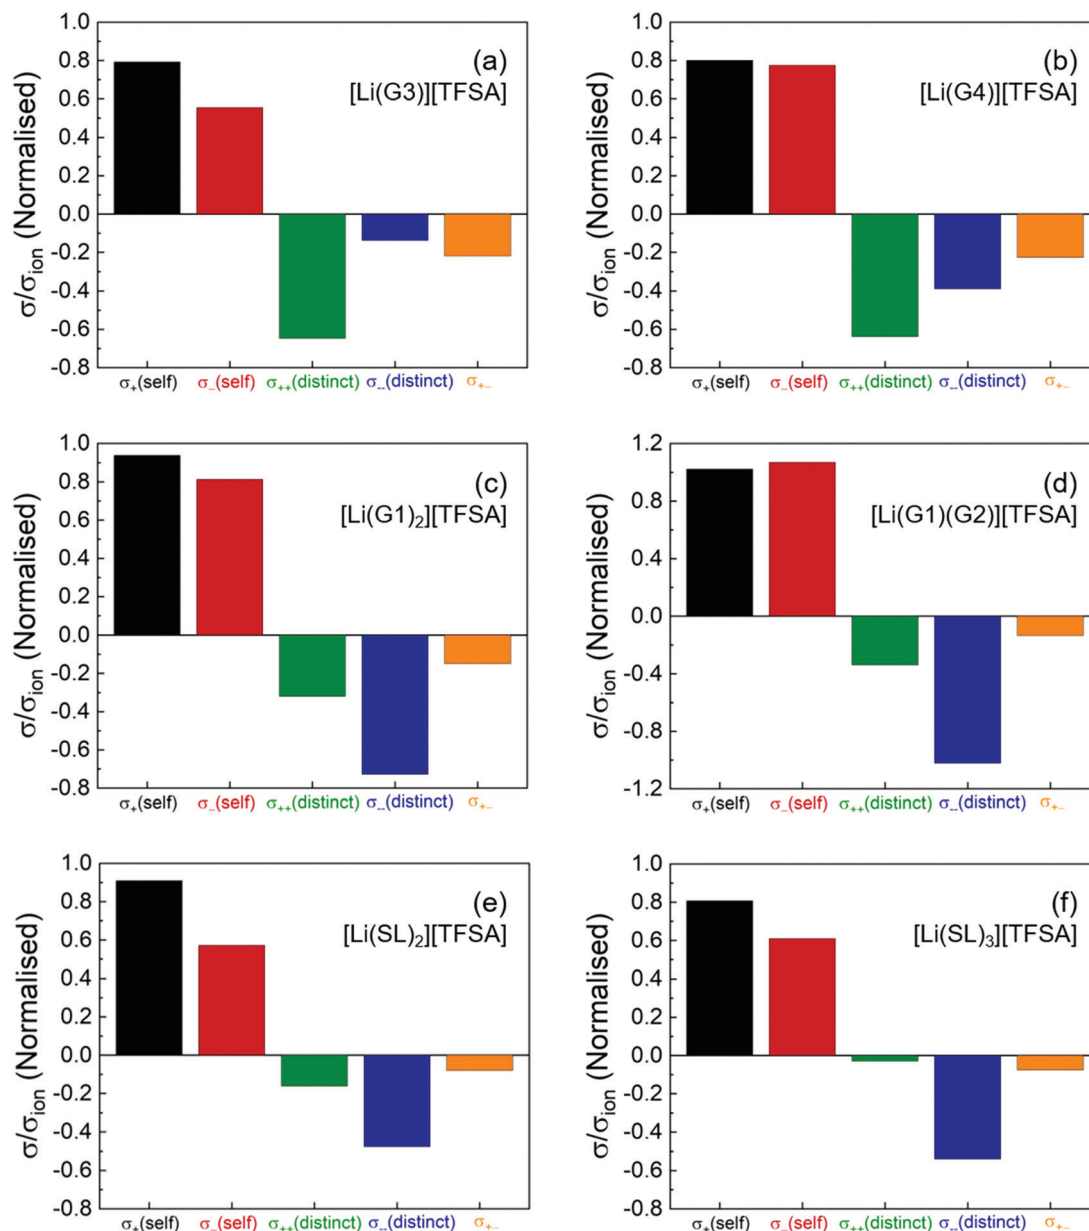 (a)
[Li(G3)][TFSA]
σ/σion (Normalised)
1.0
0.8
0.6
0.4
0.2
0.0
-0.2
-0.4
-0.6
-0.8
σ+(self) σ−(self) σ++(distinct) σ--(distinct) σ+−
(b)
[Li(G4)][TFSA]
σ/σion (Normalised)
1.0
0.8
0.6
0.4
0.2
0.0
-0.2
-0.4
-0.6
-0.8
σ+(self) σ−(self) σ++(distinct) σ--(distinct) σ+−
(c)
[Li(G1)2][TFSA]
σ/σion (Normalised)
1.0
0.8
0.6
0.4
0.2
0.0
-0.2
-0.4
-0.6
-0.8
σ+(self) σ−(self) σ++(distinct) σ--(distinct) σ+−
(d)
[Li(G1)(G2)][TFSA]
σ/σion (Normalised)
1.2
0.8
0.4
0.0
-0.4
-0.8
-1.2
σ+(self) σ−(self) σ++(distinct) σ--(distinct) σ+−
(e)
[Li(SL)2][TFSA]
σ/σion (Normalised)
1.0
0.8
0.6
0.4
0.2
0.0
-0.2
-0.4
-0.6
-0.8
σ+(self) σ−(self) σ++(distinct) σ--(distinct) σ+−
(f)
[Li(SL)3][TFSA]
σ/σion (Normalised)
1.0
0.8
0.6
0.4
0.2
0.0
-0.2
-0.4
-0.6
-0.8
σ+(self) σ−(self) σ++(distinct) σ--(distinct) σ+−